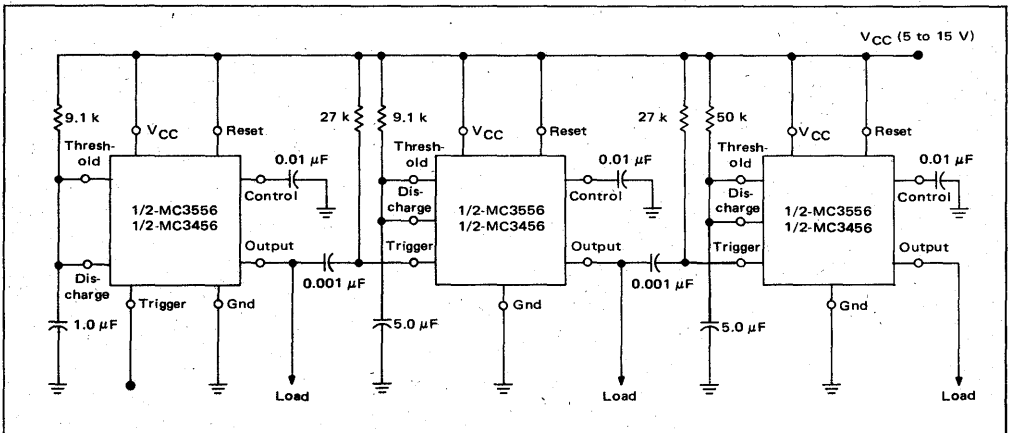 VCC (5 to 15 V)
9.1 k
VCC
Reset
Thresh-
old
0.01 µF
Control
1/2-MC3556
1/2-MC3456
Output
Dis-
charge
Trigger
Gnd
1.0 µF
Load
27 k
0.001 µF
9.1 k
VCC
Reset
Thresh-
old
Dis-
charge
Trigger
0.01 µF
Control
1/2-MC3556
1/2-MC3456
Output
Gnd
5.0 µF
Load
27 k
0.001 µF
50 k
VCC
Reset
Thresh-
old
Dis-
charge
Trigger
0.01 µF
Control
1/2-MC3556
1/2-MC3456
Output
Gnd
5.0 µF
Load